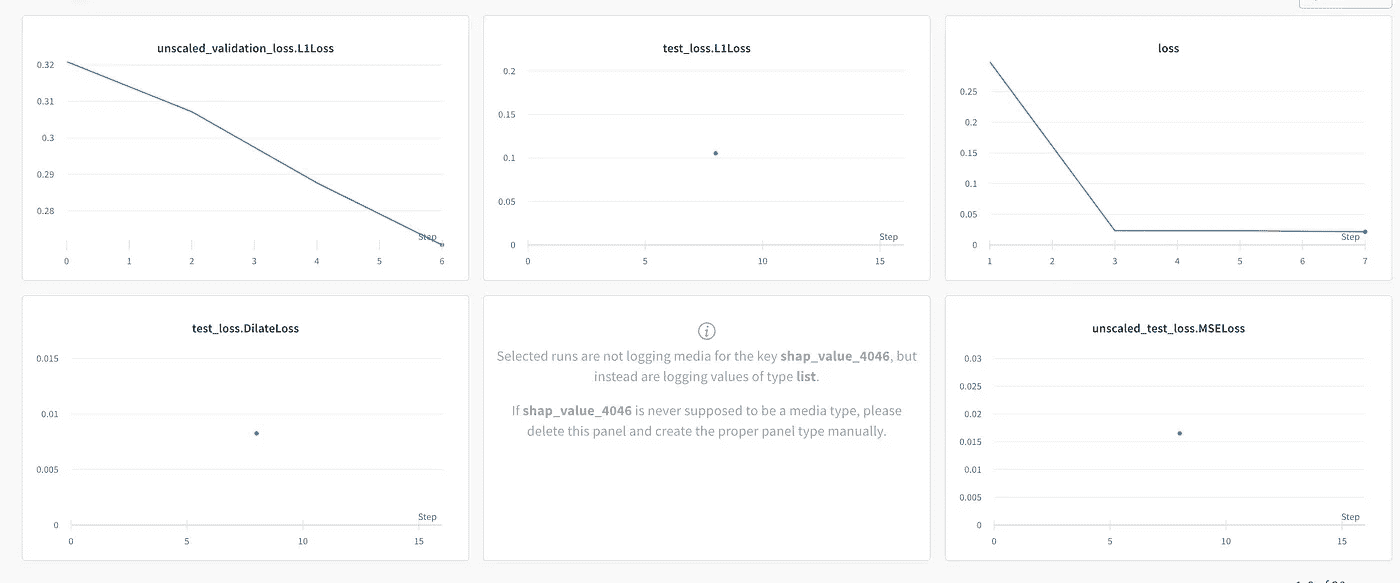 unscaled_validation_loss.L1Loss
0.32
0.31
0.3
0.29
0.28
Step
0 1 2 3 4 5 6
test_loss.L1Loss
0.2
0.15
0.1
0.05
0
Step
0 5 10 15
loss
0.25
0.2
0.15
0.1
0.05
0
Step
1 2 3 4 5 6 7
test_loss.DilateLoss
0.015
0.01
0.005
0
Step
0 5 10 15
Selected runs are not logging media for the key shap_value_4046, but
instead are logging values of type list.
If shap_value_4046 is never supposed to be a media type, please
delete this panel and create the proper panel type manually.
unscaled_test_loss.MSELoss
0.03
0.025
0.02
0.015
0.01
0.005
0
Step
0 5 10 15